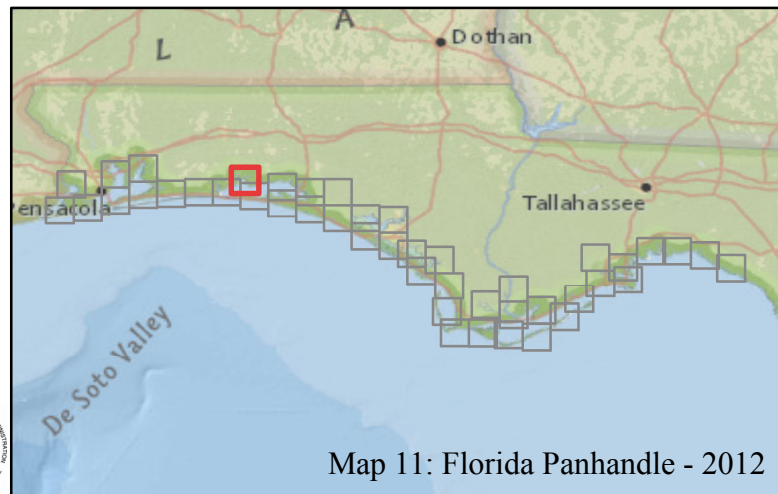 L A
Dothan
Pensacola
Tallahassee
De Soto Valley
Map 11: Florida Panhandle - 2012